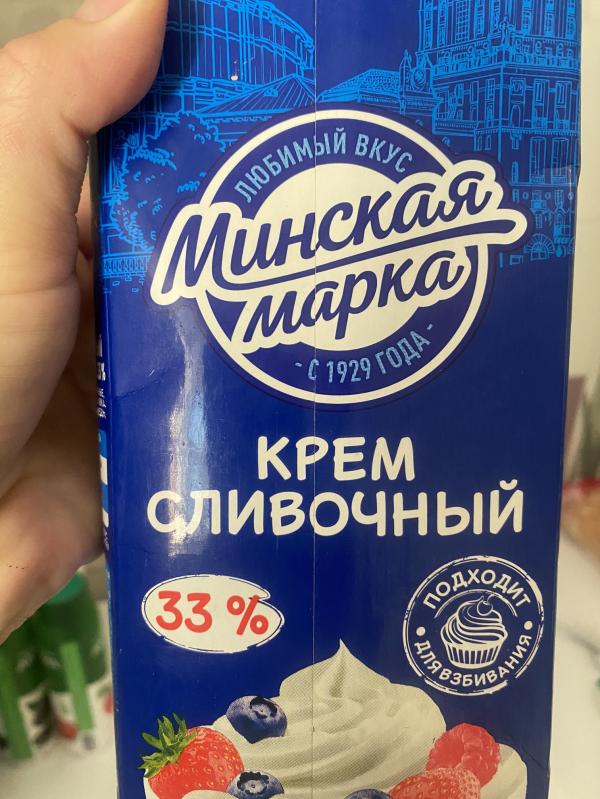 ЛЮБИМЫЙ ВКУС
Минская
марка
- С 1929 ГОДА -
КРЕМ
СЛИВОЧНЫЙ
33 %
ПОДХОДИТ
• ДЛЯ ВЗБИВАНИЯ •